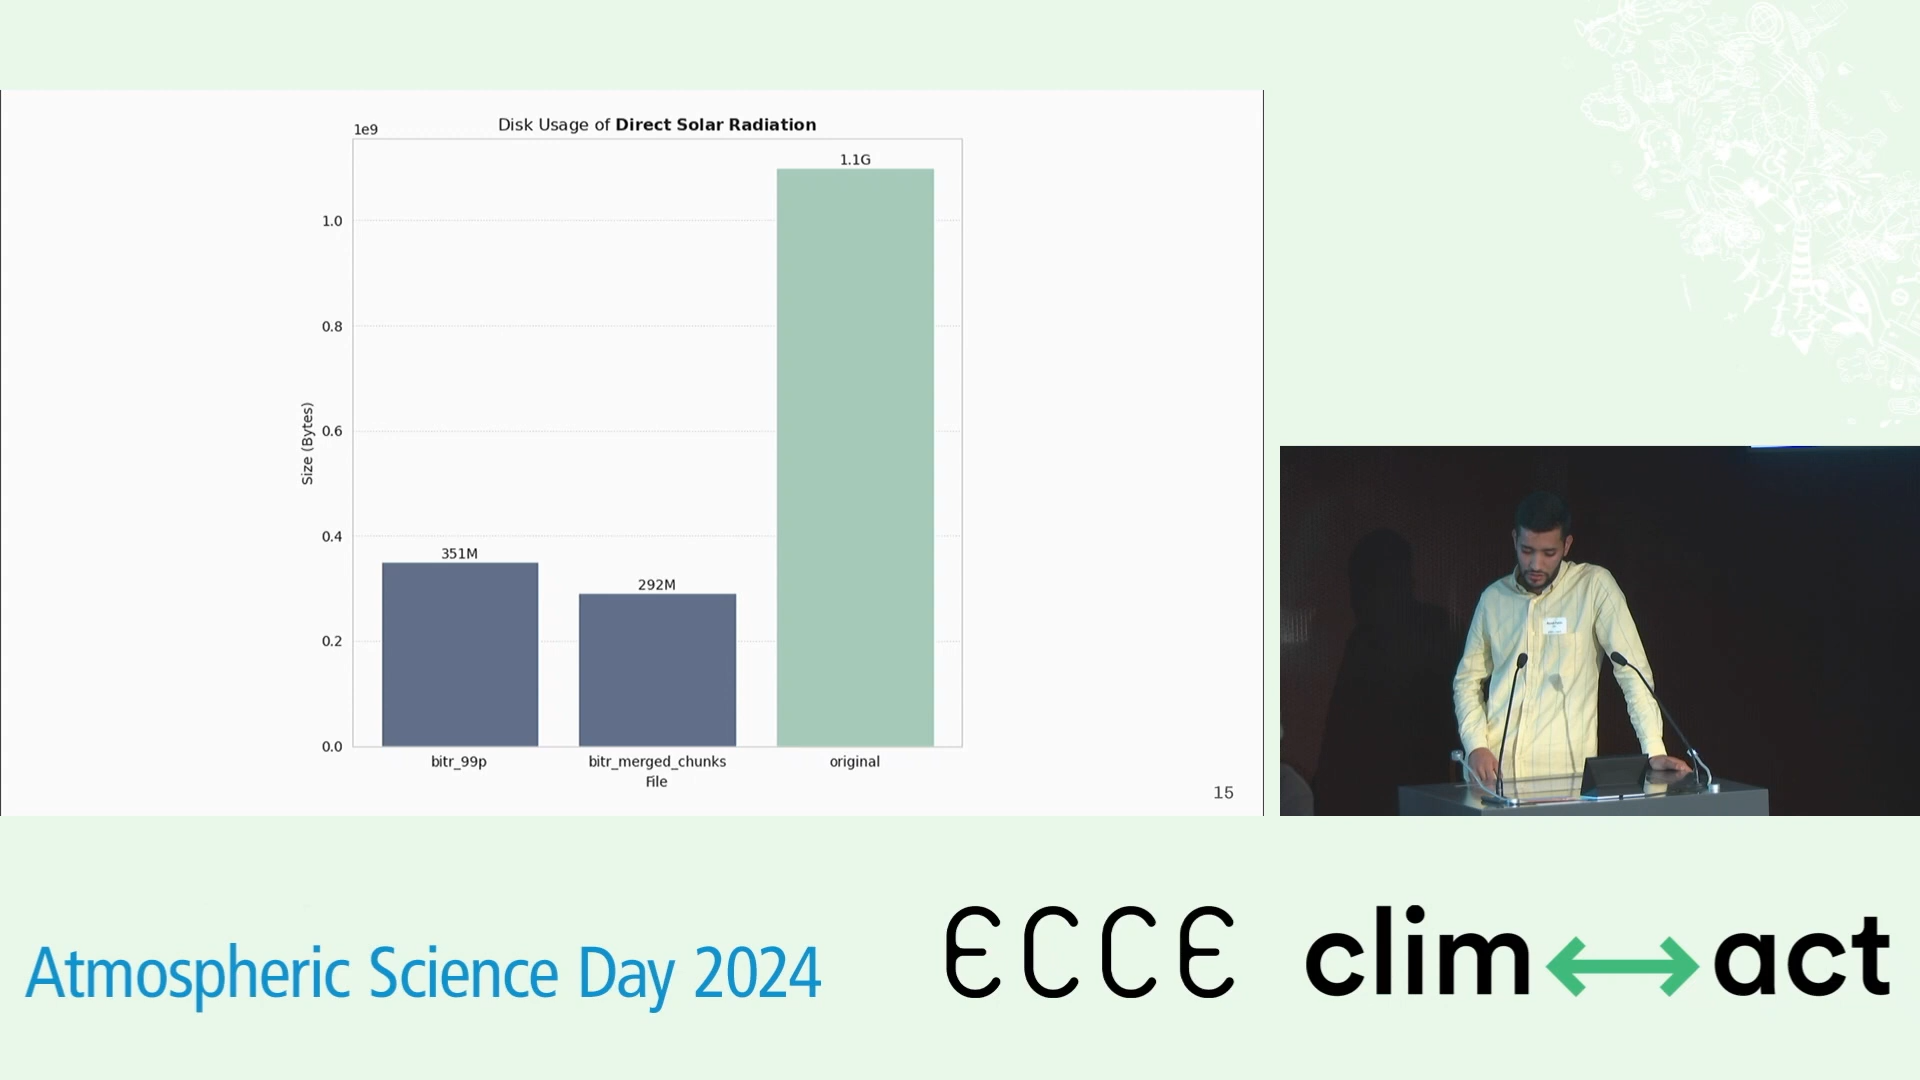 Disk Usage of Direct Solar Radiation
1e9
1.1G
1.0
0.8
0.6
0.4
0.2
0.0
Size (Bytes)
351M
292M
bitr_99p
bitr_merged_chunks
original
File
15
Atmospheric Science Day 2024
ECCE
clim act